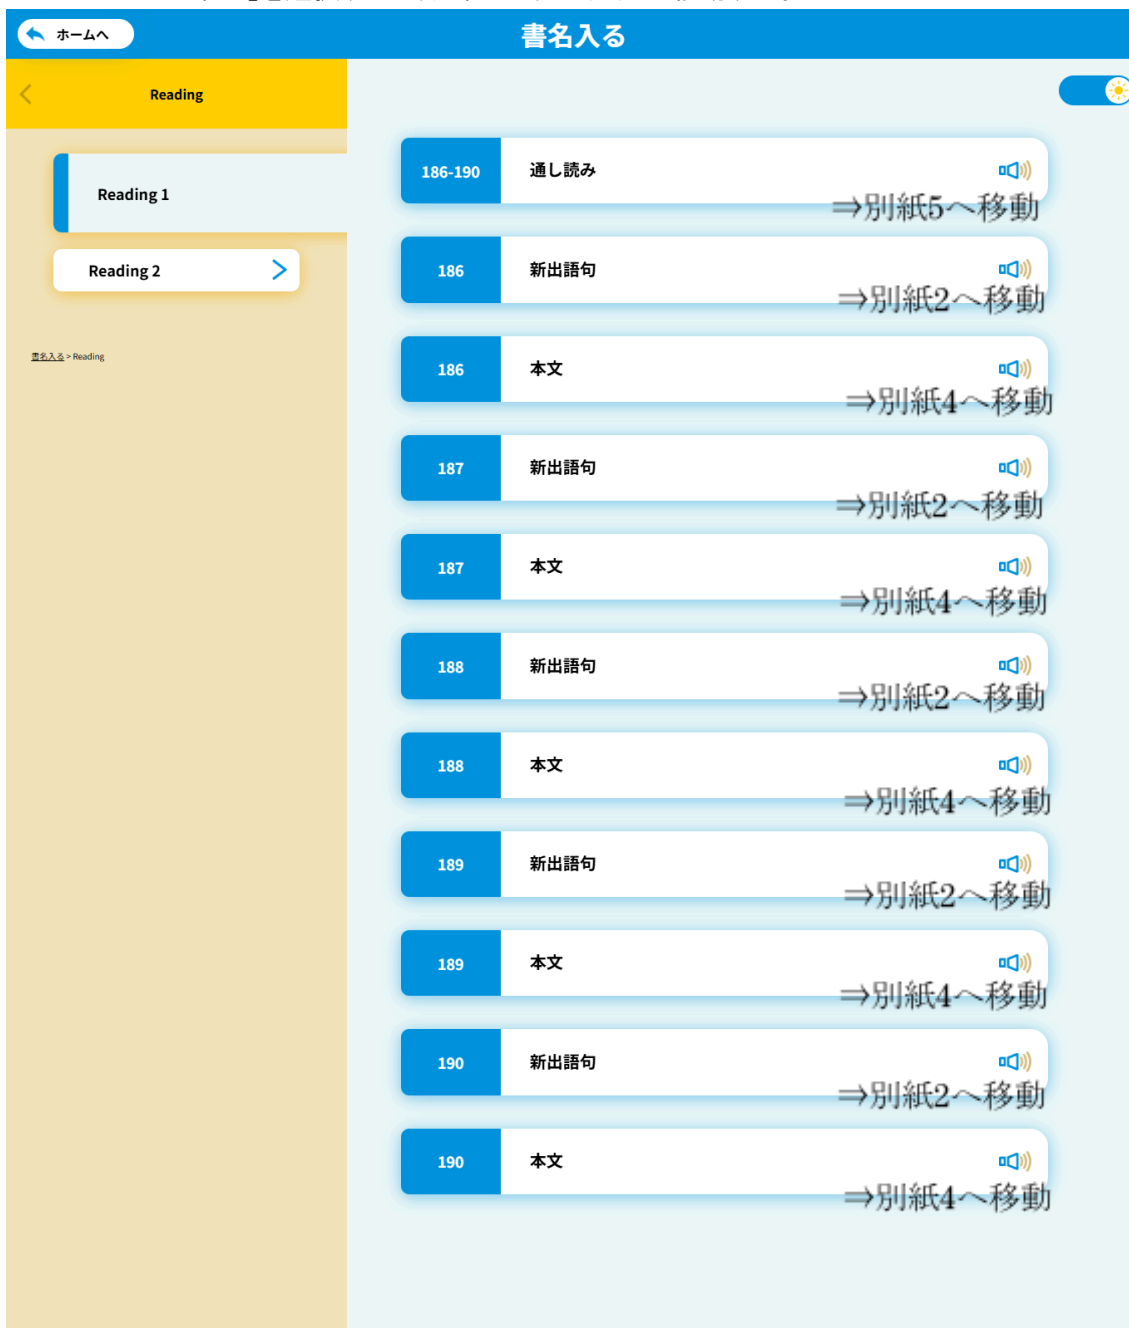 ホームへ
書名入る
Reading
Reading 1
Reading 2
書名入る > Reading
186-190 通し読み
⇒別紙5へ移動
186 新出語句
⇒別紙2へ移動
186 本文
⇒別紙4へ移動
187 新出語句
⇒別紙2へ移動
187 本文
⇒別紙4へ移動
188 新出語句
⇒別紙2へ移動
188 本文
⇒別紙4へ移動
189 新出語句
⇒別紙2へ移動
189 本文
⇒別紙4へ移動
190 新出語句
⇒別紙2へ移動
190 本文
⇒別紙4へ移動